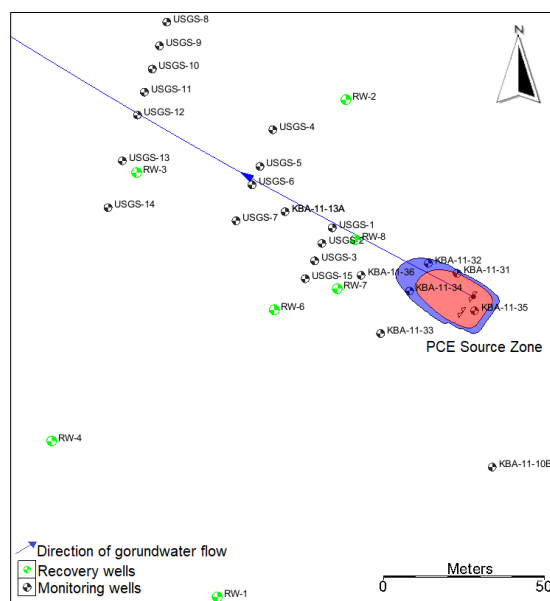 USGS-8
N
USGS-9
USGS-10
USGS-11
RW-2
USGS-12
USGS-4
USGS-13
USGS-5
RW-3
USGS-6
USGS-14
KBA-11-13A
USGS-7
USGS-1
USGS-2
RW-8
USGS-3
KBA-11-32
KBA-11-36
KBA-11-31
USGS-15
RW-7
KBA-11-34
RW-6
KBA-11-35
KBA-11-33
PCE Source Zone
RW-4
KBA-11-10B
Direction of gorundwater flow
Recovery wells
Monitoring wells
Meters
0 50
RW-1